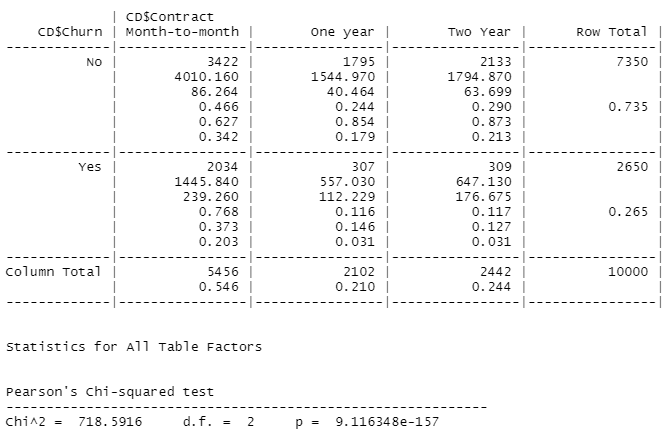 | CD$Contract
    CD$Churn | Month-to-month |       One year |       Two Year |      Row Total |
-------------|----------------|----------------|----------------|----------------|
          No |           3422 |           1795 |           2133 |           7350 |
             |       4010.160 |       1544.970 |       1794.870 |                |
             |         86.264 |         40.464 |         63.699 |                |
             |          0.466 |          0.244 |          0.290 |          0.735 |
             |          0.627 |          0.854 |          0.873 |                |
             |          0.342 |          0.179 |          0.213 |                |
-------------|----------------|----------------|----------------|----------------|
         Yes |           2034 |            307 |            309 |           2650 |
             |       1445.840 |        557.030 |        647.130 |                |
             |        239.260 |        112.229 |        176.675 |                |
             |          0.768 |          0.116 |          0.117 |          0.265 |
             |          0.373 |          0.146 |          0.127 |                |
             |          0.203 |          0.031 |          0.031 |                |
-------------|----------------|----------------|----------------|----------------|
Column Total |           5456 |           2102 |           2442 |          10000 |
             |          0.546 |          0.210 |          0.244 |                |
-------------|----------------|----------------|----------------|----------------|
Statistics for All Table Factors
Pearson's Chi-squared test
------------------------------------------------------------
Chi^2 =  718.5916     d.f. =  2     p =  9.116348e-157